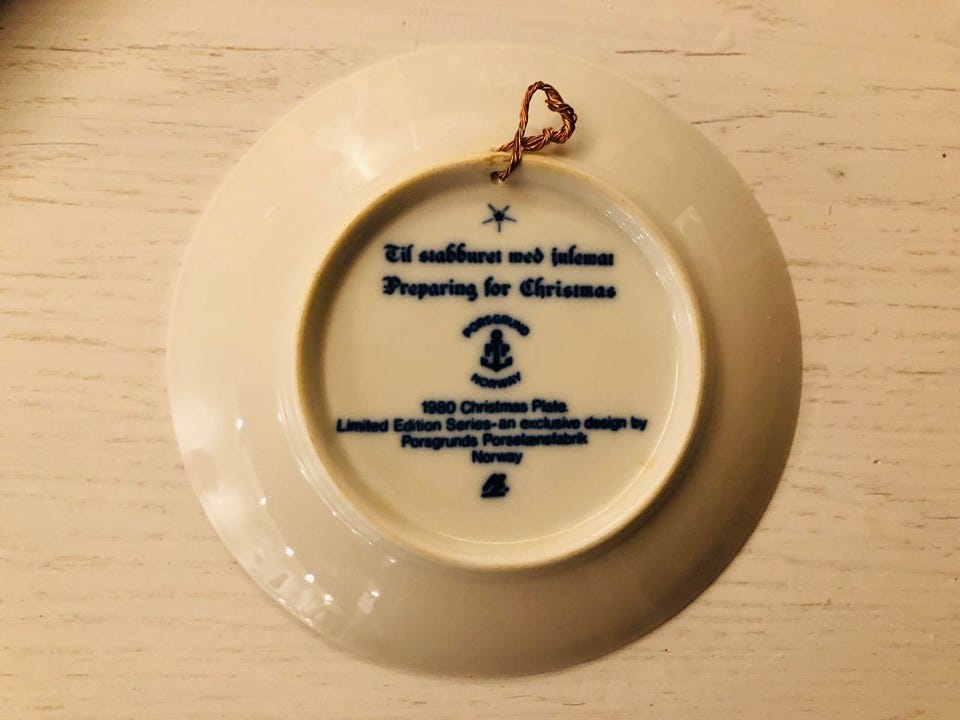 Til stabburet med julemat
Preparing for Christmas
PORSGRUND
P P
NORWAY
1980 Christmas Plate.
Limited Edition Series-an exclusive design by
Porsgrunds Porselænsfabrik
Norway